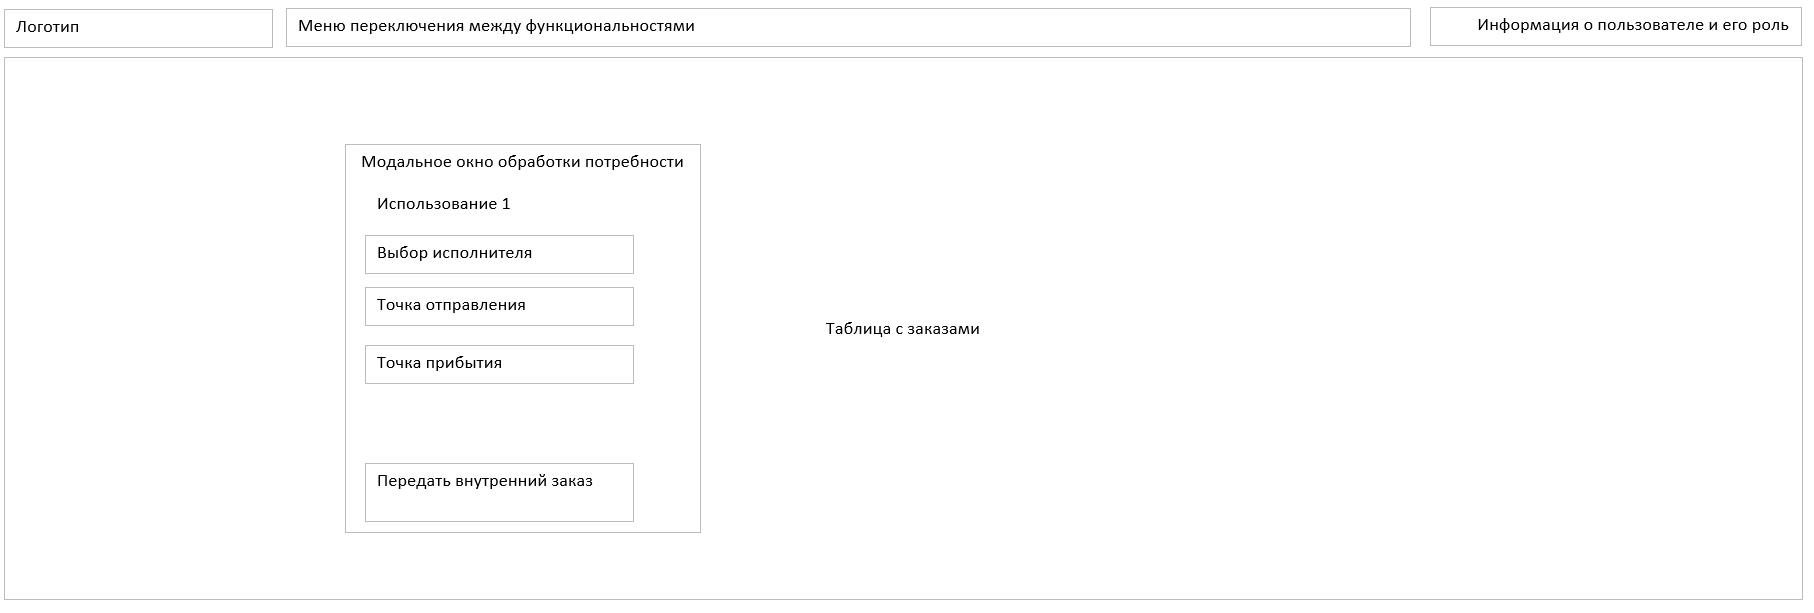 Логотип
Меню переключения между функциональностями
Информация о пользователе и его роль
Модальное окно обработки потребности
Использование 1
Выбор исполнителя
Точка отправления
Таблица с заказами
Точка прибытия
Передать внутренний заказ